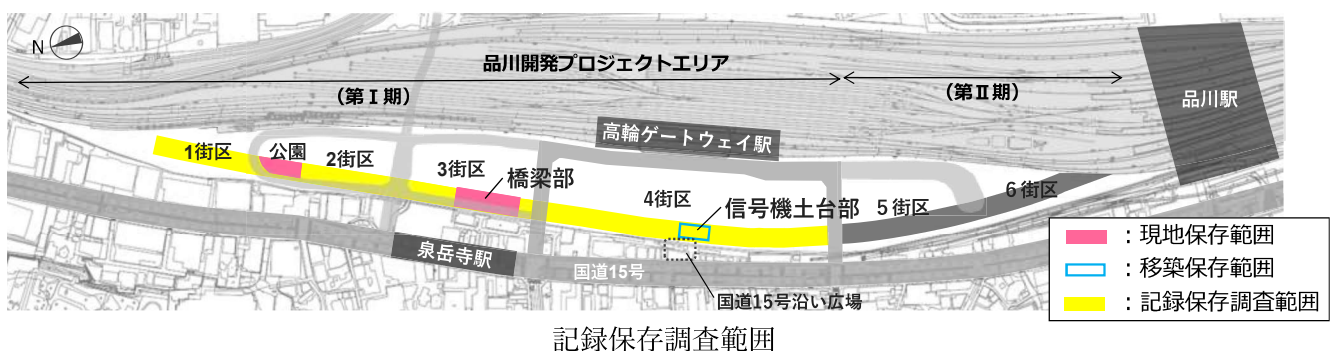 N
品川開発プロジェクトエリア
(第Ⅰ期)
(第Ⅱ期)
品川駅
高輪ゲートウェイ駅
1街区
公園
2街区
3街区
橋梁部
4街区
信号機土台部
5街区
6街区
泉岳寺駅
国道15号
国道15号沿い広場
：現地保存範囲
：移築保存範囲
：記録保存調査範囲
記録保存調査範囲